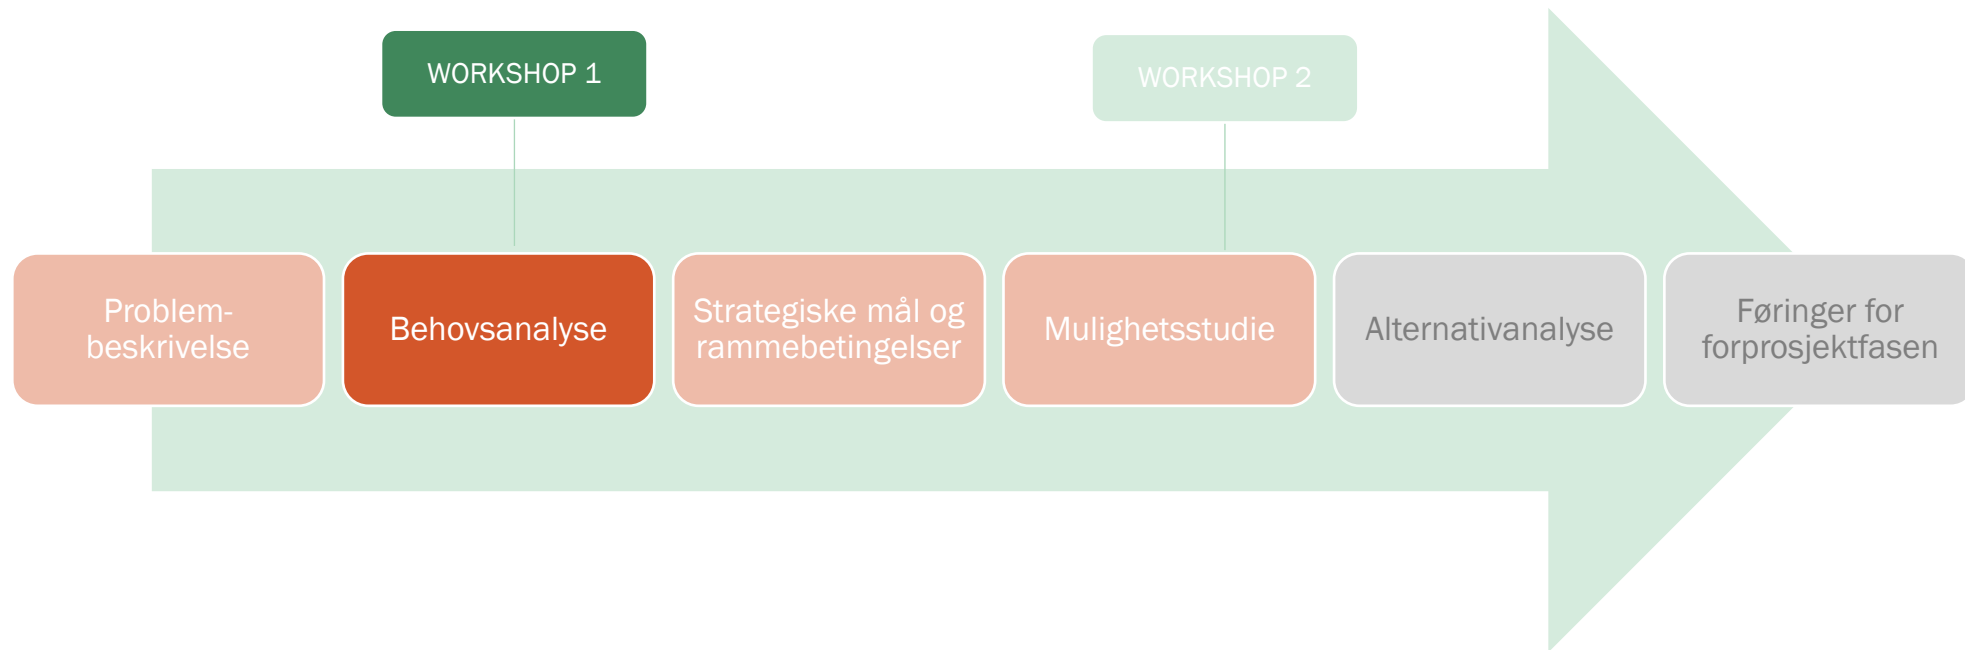 WORKSHOP 1
WORKSHOP 2
Problem-
beskrivelse
Behovsanalyse
Strategiske mål og
rammebetingelser
Mulighetsstudie
Alternativanalyse
Føringer for
forprosjektfasen